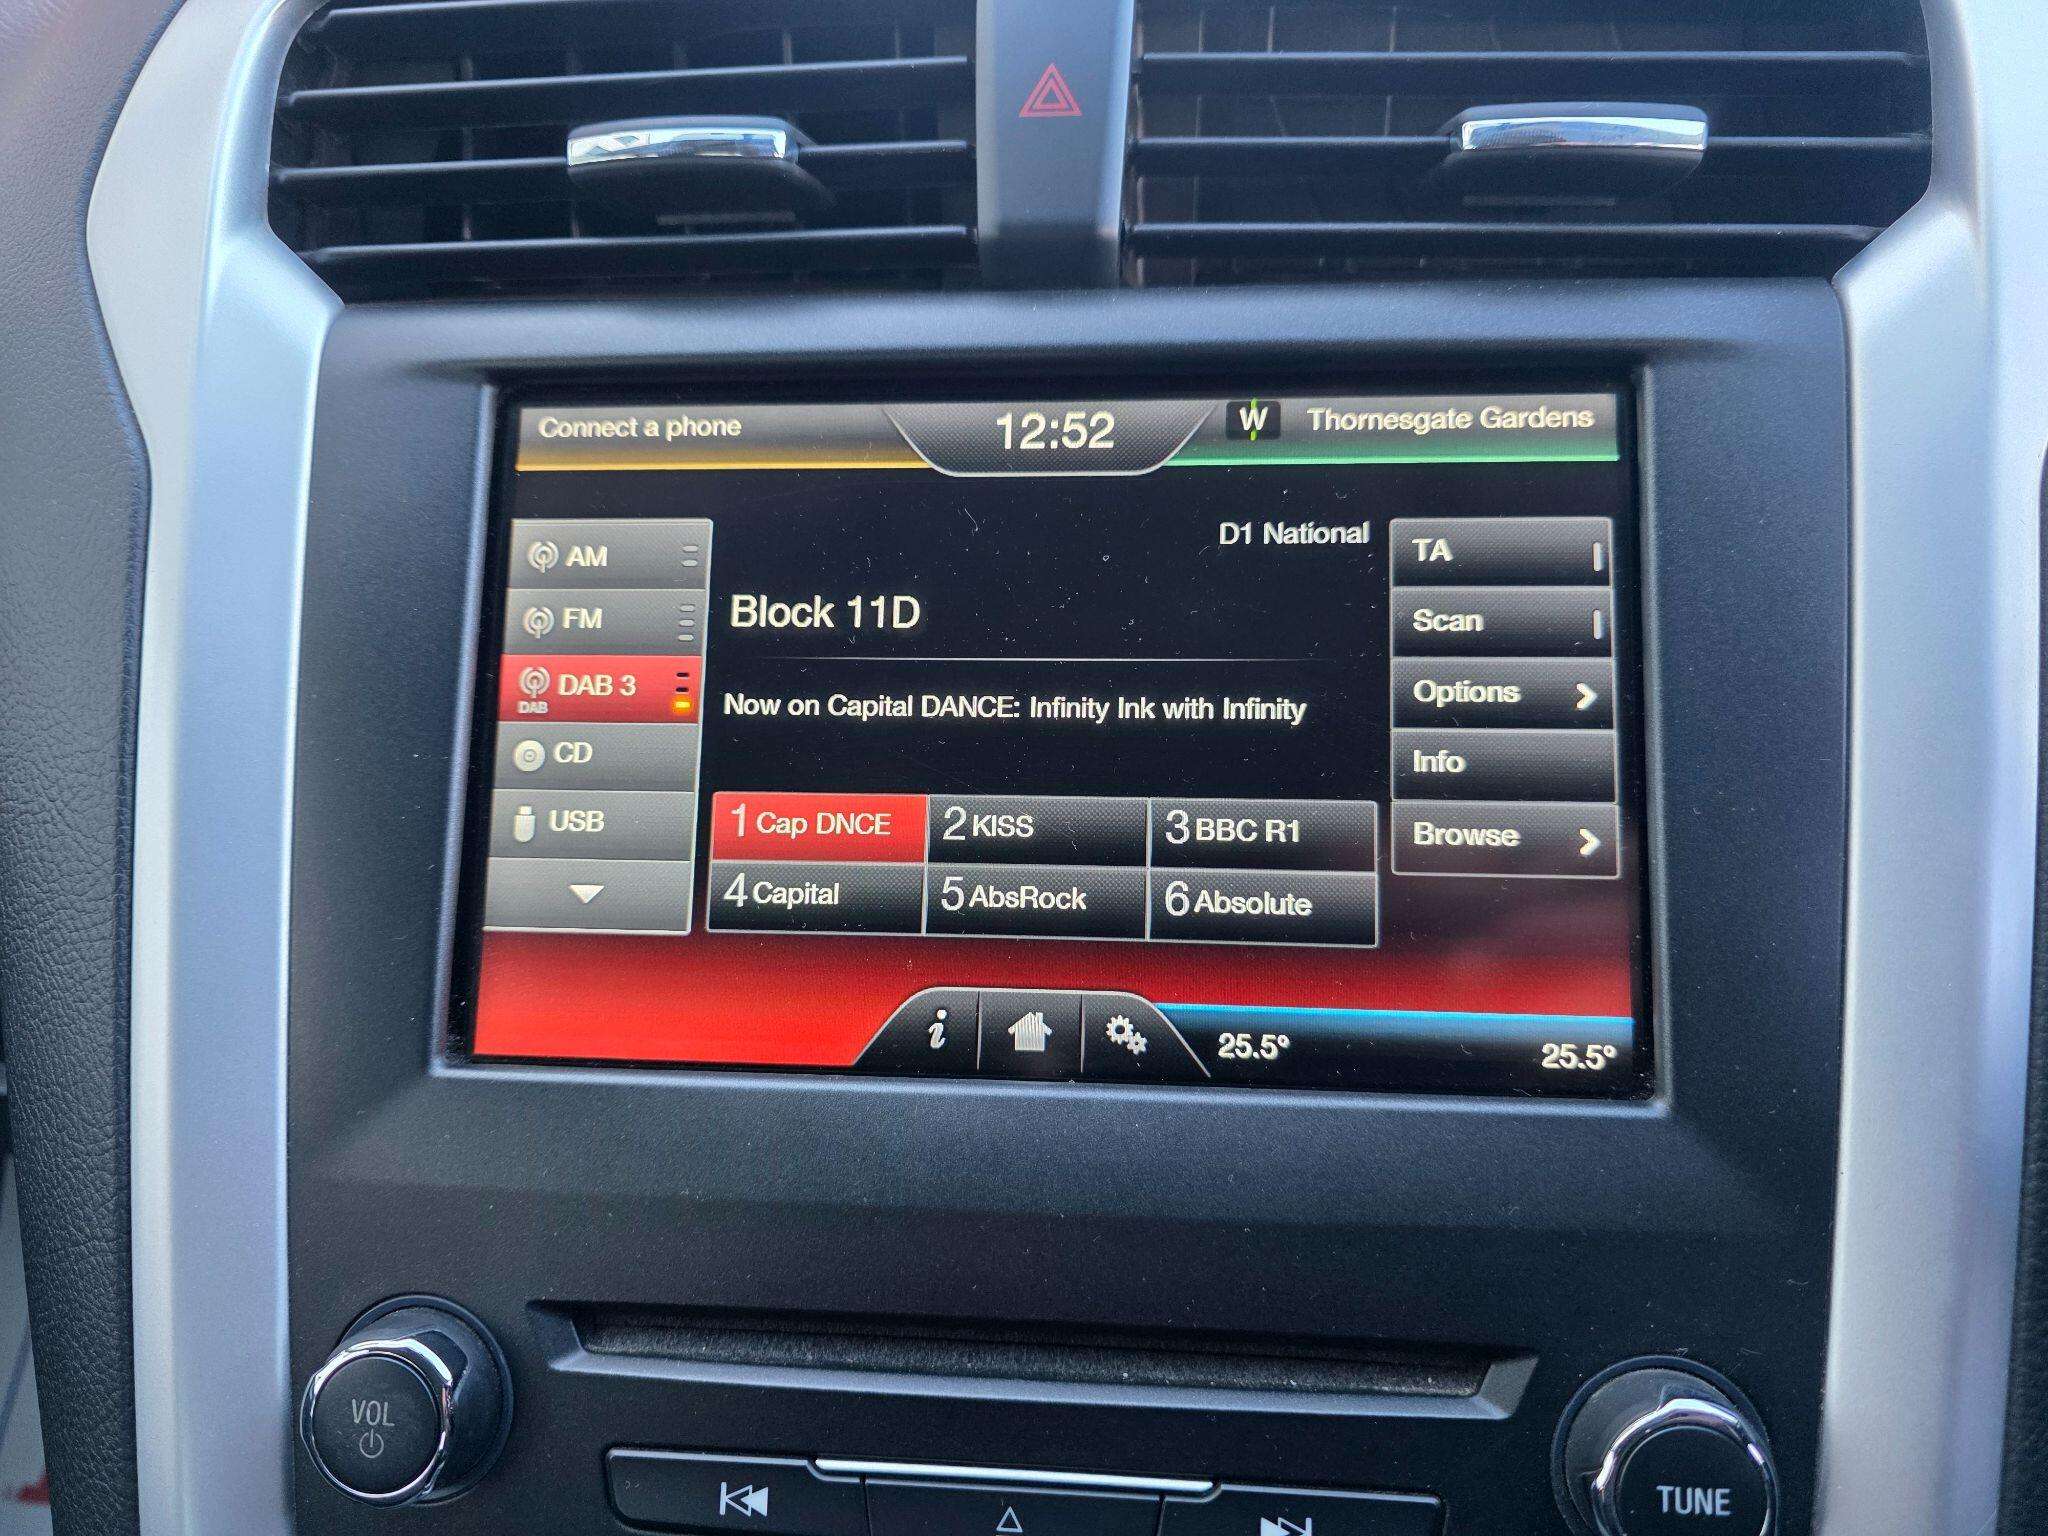 Connect a phone
12:52
W
Thornesgate Gardens
D1 National
AM
FM
DAB 3
DAB
CD
USB
Block 11D
Now on Capital DANCE: Infinity Ink with Infinity
1 Cap DNCE
2 KISS
3 BBC R1
4 Capital
5 AbsRock
6 Absolute
TA
Scan
Options
Info
Browse
i
25.5°
25.5°
VOL
TUNE